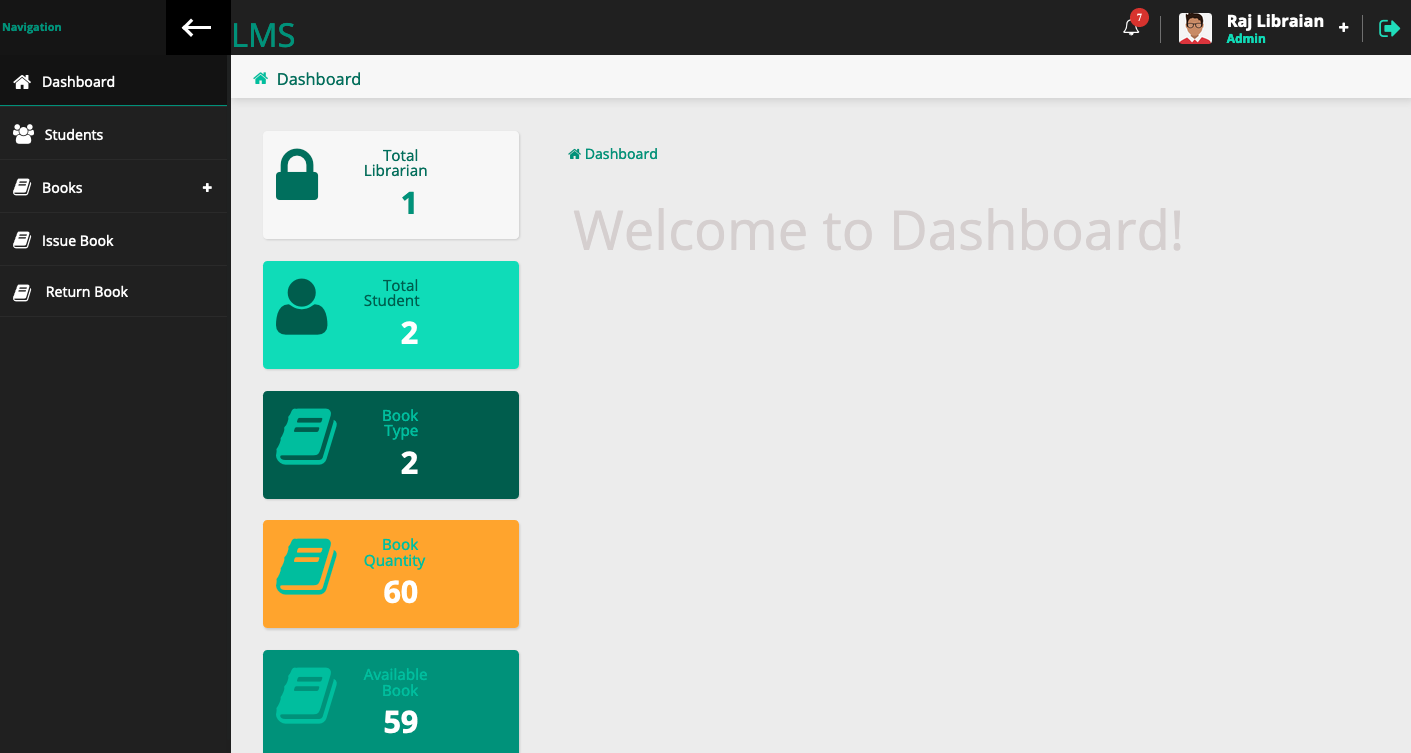 Navigation
LMS
7
Raj Libraian
Admin
Dashboard
Students
Books
Issue Book
Return Book
Dashboard
Total
Librarian
1
Total
Student
2
Book
Type
2
Book
Quantity
60
Available
Book
59
Dashboard
Welcome to Dashboard!